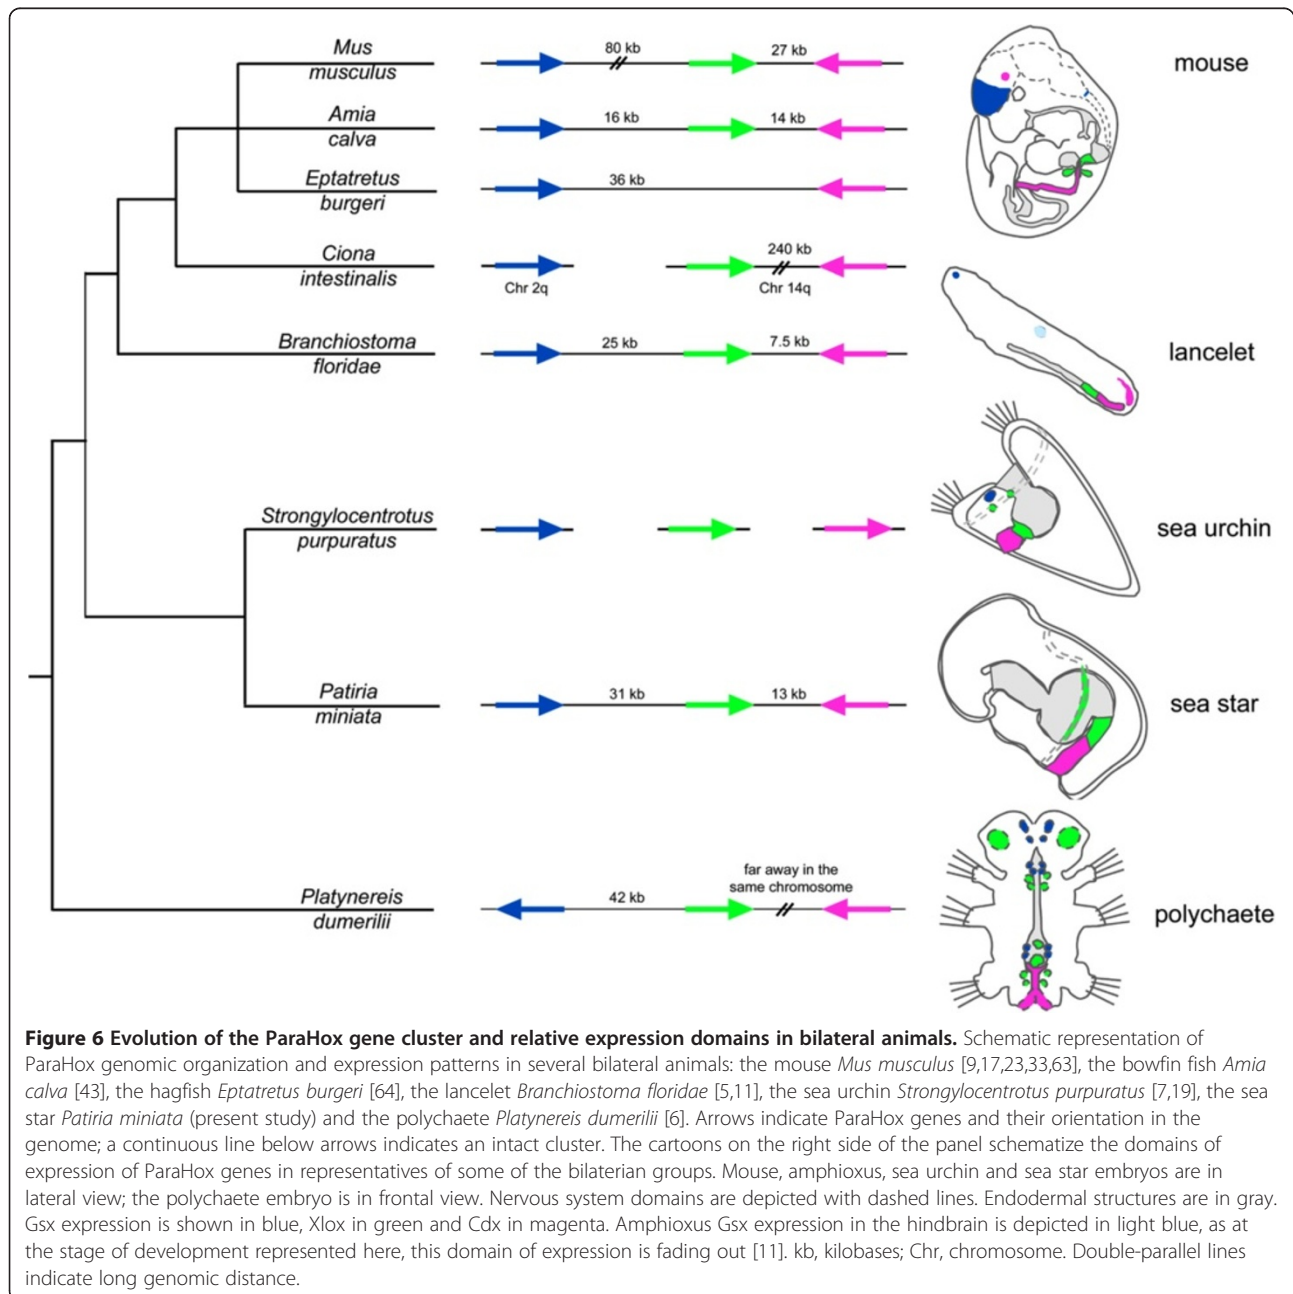 Mus
musculus
80 kb
27 kb
mouse
Amia
calva
16 kb
14 kb
Eptatretus
burgeri
36 kb
Ciona
intestinalis
240 kb
Chr 2q
Chr 14q
Branchiostoma
floridae
25 kb
7.5 kb
lancelet
Strongylocentrotus
purpuratus
sea urchin
Patiria
miniata
31 kb
13 kb
sea star
Platynereis
dumerilii
42 kb
far away in the
same chromosome
polychaete
Figure 6 Evolution of the ParaHox gene cluster and relative expression domains in bilateral animals. Schematic representation of
ParaHox genomic organization and expression patterns in several bilateral animals: the mouse Mus musculus [9,17,23,33,63], the bowfin fish Amia
calva [43], the hagfish Eptatretus burgeri [64], the lancelet Branchiostoma floridae [5,11], the sea urchin Strongylocentrotus purpuratus [7,19], the sea
star Patiria miniata (present study) and the polychaete Platynereis dumerilii [6]. Arrows indicate ParaHox genes and their orientation in the
genome; a continuous line below arrows indicates an intact cluster. The cartoons on the right side of the panel schematize the domains of
expression of ParaHox genes in representatives of some of the bilaterian groups. Mouse, amphioxus, sea urchin and sea star embryos are in
lateral view; the polychaete embryo is in frontal view. Nervous system domains are depicted with dashed lines. Endodermal structures are in gray.
Gsx expression is shown in blue, Xlox in green and Cdx in magenta. Amphioxus Gsx expression in the hindbrain is depicted in light blue, as at
the stage of development represented here, this domain of expression is fading out [11]. kb, kilobases; Chr, chromosome. Double-parallel lines
indicate long genomic distance.